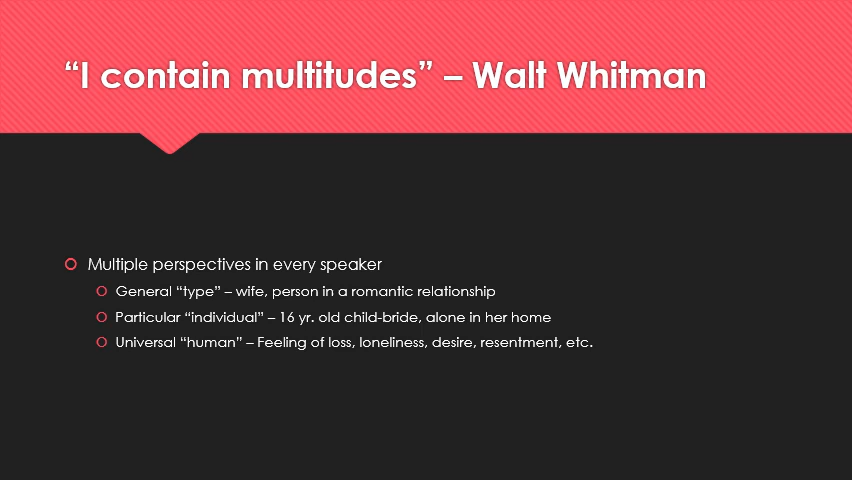 “I contain multitudes” – Walt Whitman
Multiple perspectives in every speaker
General “type” – wife, person in a romantic relationship
Particular “individual” – 16 yr. old child-bride, alone in her home
Universal “human” – Feeling of loss, loneliness, desire, resentment, etc.